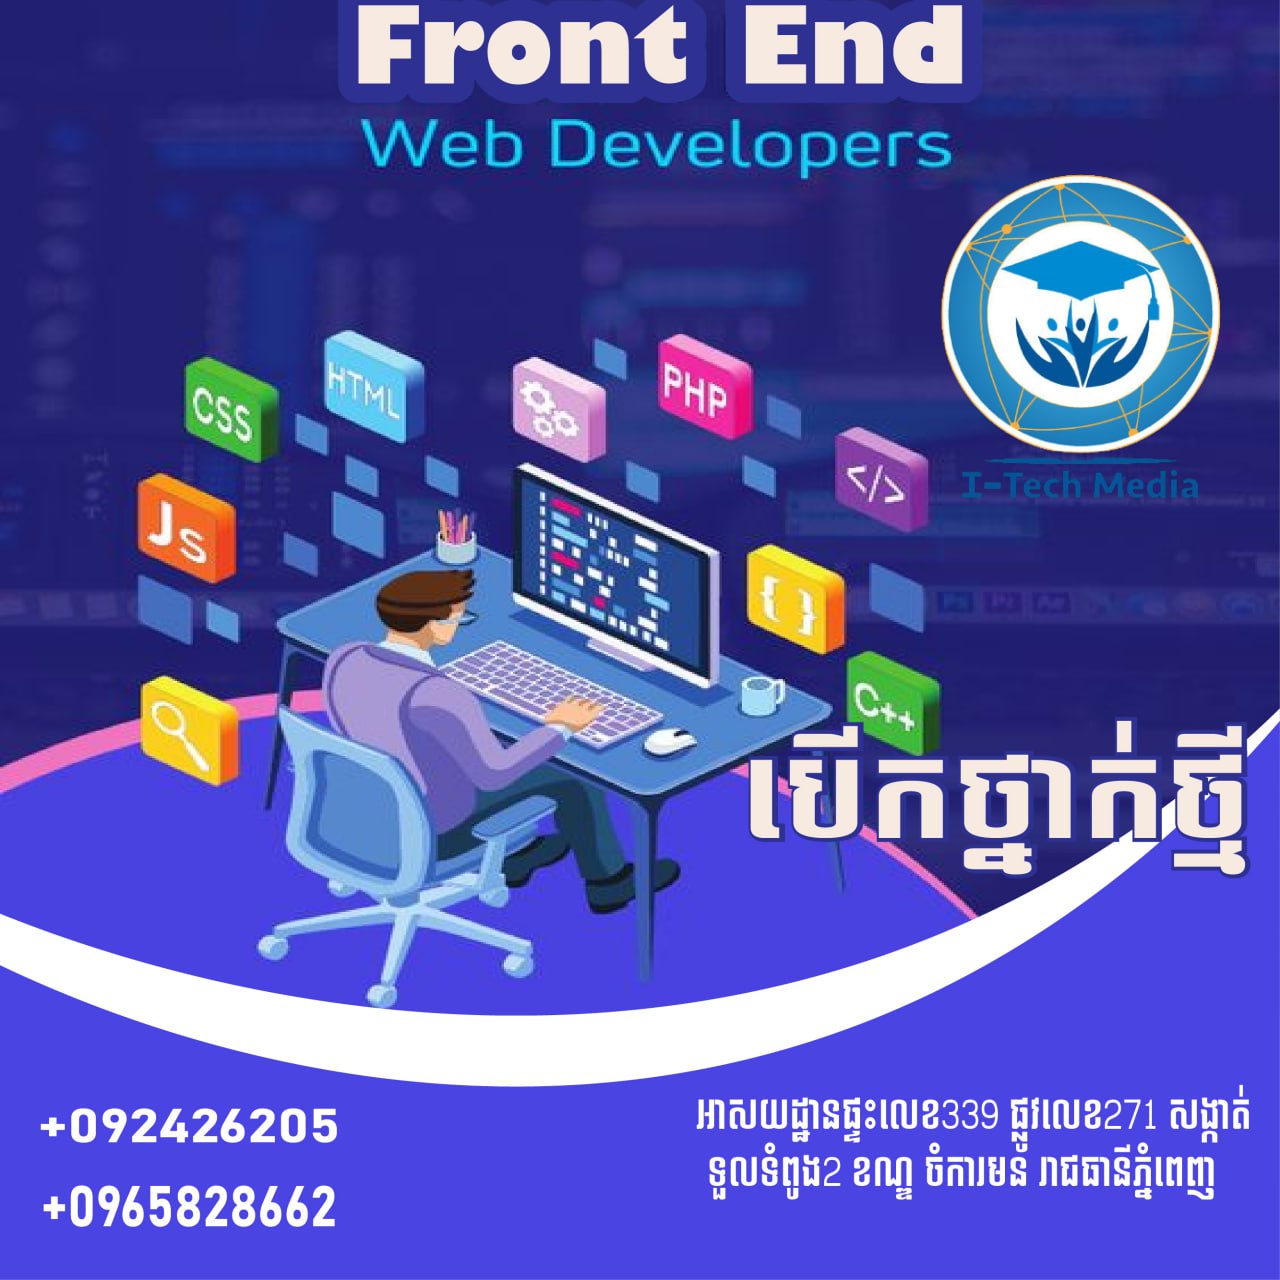 Front End
Web Developers
CSS
HTML
PHP
</>
Js
I-Tech Media
{ }
C++
បើកថ្នាក់ថ្មី
+092426205
+0965828662
អាសយដ្ឋានផ្ទះលេខ339 ផ្លូវលេខ271 សង្កាត់
ទួលទំពូង2 ខណ្ឌ ចំការមន រាជធានីភ្នំពេញ